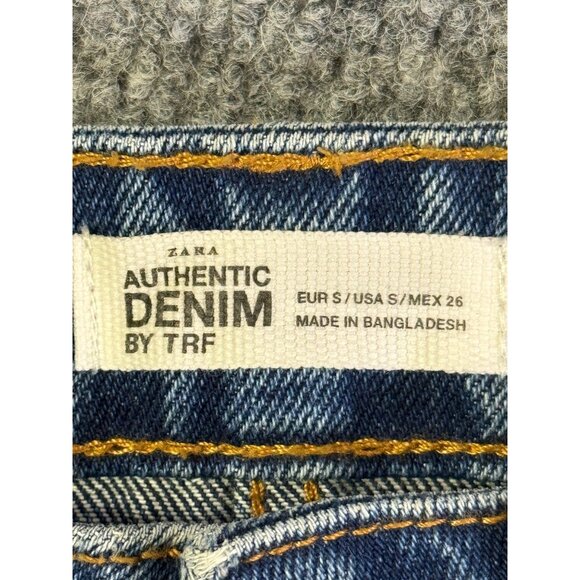 ZARA
AUTHENTIC
DENIM
BY TRF
EUR S/USA S/MEX 26
MADE IN BANGLADESH